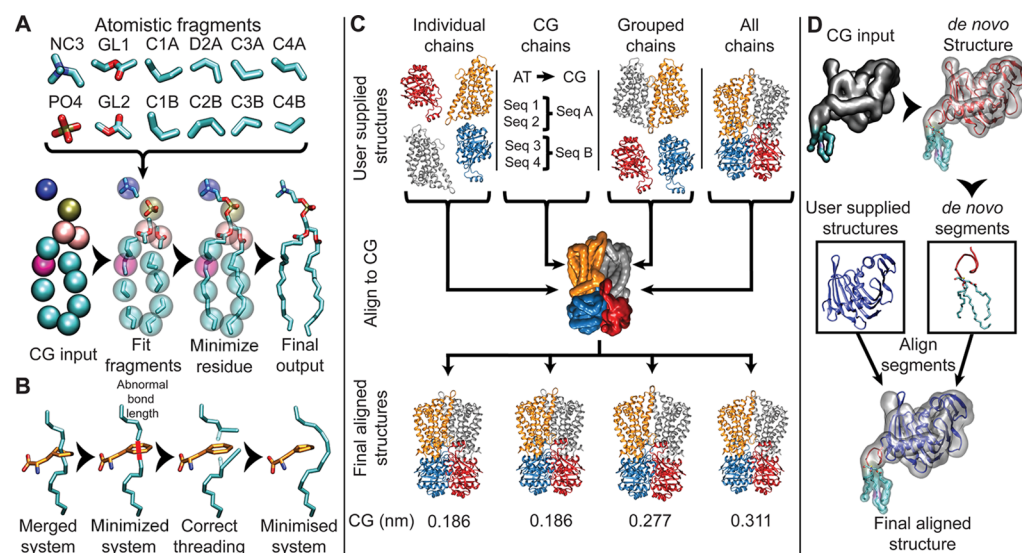 A
Atomistic fragments
NC3 GL1 C1A D2A C3A C4A
PO4 GL2 C1B C2B C3B C4B
CG input
Fit
fragments
Minimize
residue
Final
output
B
Abnormal
bond
length
Merged
system
Minimized
system
Correct
threading
Minimised
system
C
Individual
chains
CG
chains
Grouped
chains
All
chains
User supplied
structures
AT CG
Seq 1
Seq 2
Seq A
Seq 3
Seq 4
Seq B
Align to CG
Final aligned
structures
CG (nm) 0.186 0.186 0.277 0.311
D
CG input
de novo
Structure
User supplied
structures
de novo
segments
Align
segments
Final aligned
structure